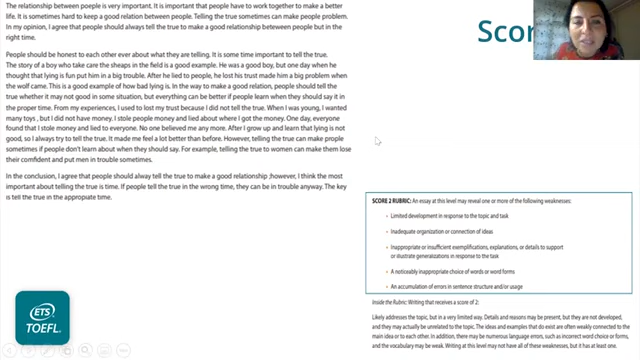 The relationship between poeple is very important. It is important that people have to work together to make a better
life. It is sometimes hard to keep a good relation between people. Telling the true sometimes can make people problem.
In my opinion, I agree that people should always tell the true to make a good relationship beteween people but in the
right time.
People should be honest to each other ever about what they are telling. It is some time important to tell the true.
The story of a boy who take care the sheaps in the field is a good example. He was a good boy, but one day when he
thought that lying is fun put him in a big trouble. After he lied to people, he lost his trust made him a big problem when
the wolf came. This is a good example of how bad lying is. In the way to make a good relation, people should tell the
true whether it may not good in some situation, but everything can be better if people learn when they should say it in
the proper time. From my experiences, I used to lost my trust because I did not tell the true. When I was young, I wanted
many toys , but I did not have money. I stole people money and lied about where I got the money. One day, everyone
found that I stole money and lied to everyone. No one believed me any more. After I grow up and learn that lying is not
good, so I always try to tell the true. It made me feel a lot better than before. However, telling the true can make prople
sometimes if people don't learn about when they should say. For example, telling the true to women can make them lose
their comfident and put men in trouble sometimes.
In the conclusion, I agree that people should alway tell the true to make a good relationship ;however, I think the most
important about telling the true is time. If people tell the true in the wrong time, they can be in trouble anyway. The key
is tetl the true in the appropiate time.
Sco
SCORE 2 RUBRIC: An essay at this level may reveal one or more of the following weaknesses:
• Limited development in response to the topic and task
• Inadequate organization or connection of ideas
• Inappropriate or insufficient exemplifications, explanations, or details to support
or illustrate generalizations in response to the task
• A noticeably inappropriate choice of words or word forms
• An accumulation of errors in sentence structure and/or usage
Inside the Rubric: Writing that receives a score of 2:
Likely addresses the topic, but in a very limited way. Details and reasons may be present, but they are not developed,
and they may actually be unrelated to the topic. The ideas and examples that do exist are often weakly connected to the
main idea or to each other. In addition, there may be numerous language errors, such as incorrect word choice or forms,
and the vocabulary may be weak. Writing at this level may not have all of these weaknesses, but it has at least one.
ETS
TOEFL